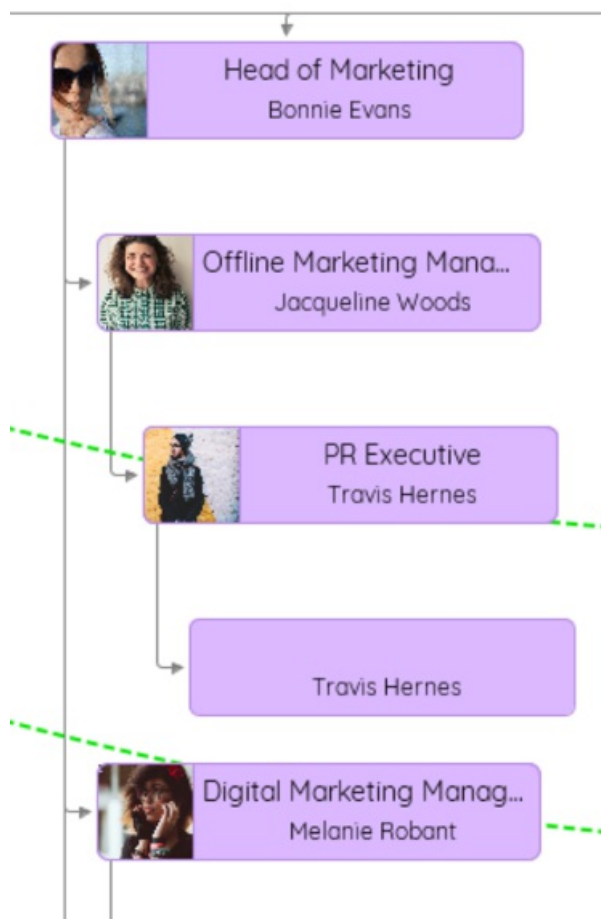 Head of Marketing
Bonnie Evans
Offline Marketing Mana...
Jacqueline Woods
PR Executive
Travis Hernes
Travis Hernes
Digital Marketing Manag...
Melanie Robant